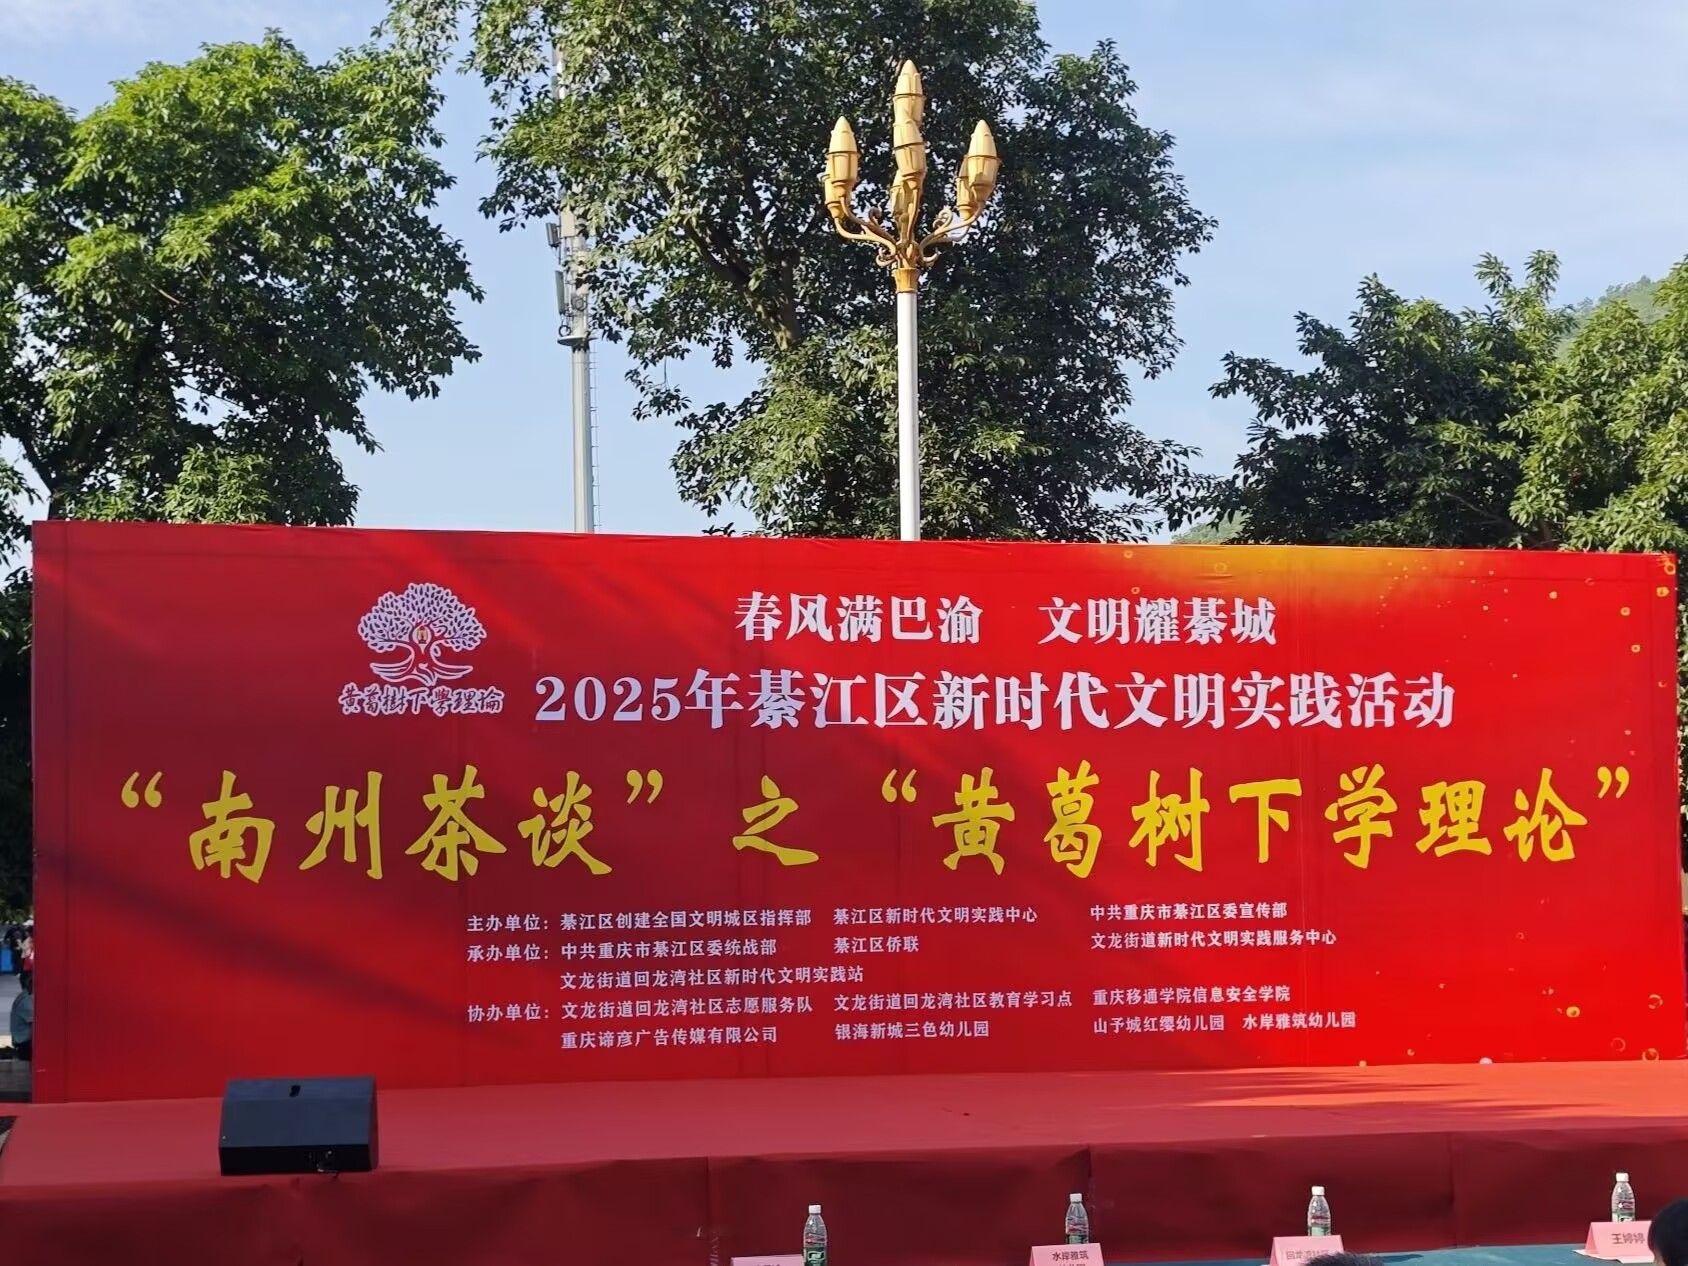 春风满巴渝 文明耀綦城
黄葛树下学理论
2025年綦江区新时代文明实践活动
“南州茶谈”之“黄葛树下学理论”
主办单位：綦江区创建全国文明城区指挥部 綦江区新时代文明实践中心 中共重庆市綦江区委宣传部
承办单位：中共重庆市綦江区委统战部 綦江区侨联 文龙街道新时代文明实践服务中心
文龙街道回龙湾社区新时代文明实践站
协办单位：文龙街道回龙湾社区志愿服务队 文龙街道回龙湾社区教育学习点 重庆移通学院信息安全学院
重庆谛彦广告传媒有限公司 银海新城三色幼儿园 山予城红缨幼儿园 水岸雅筑幼儿园
水岸雅筑
回龙湾社区
王婷婷